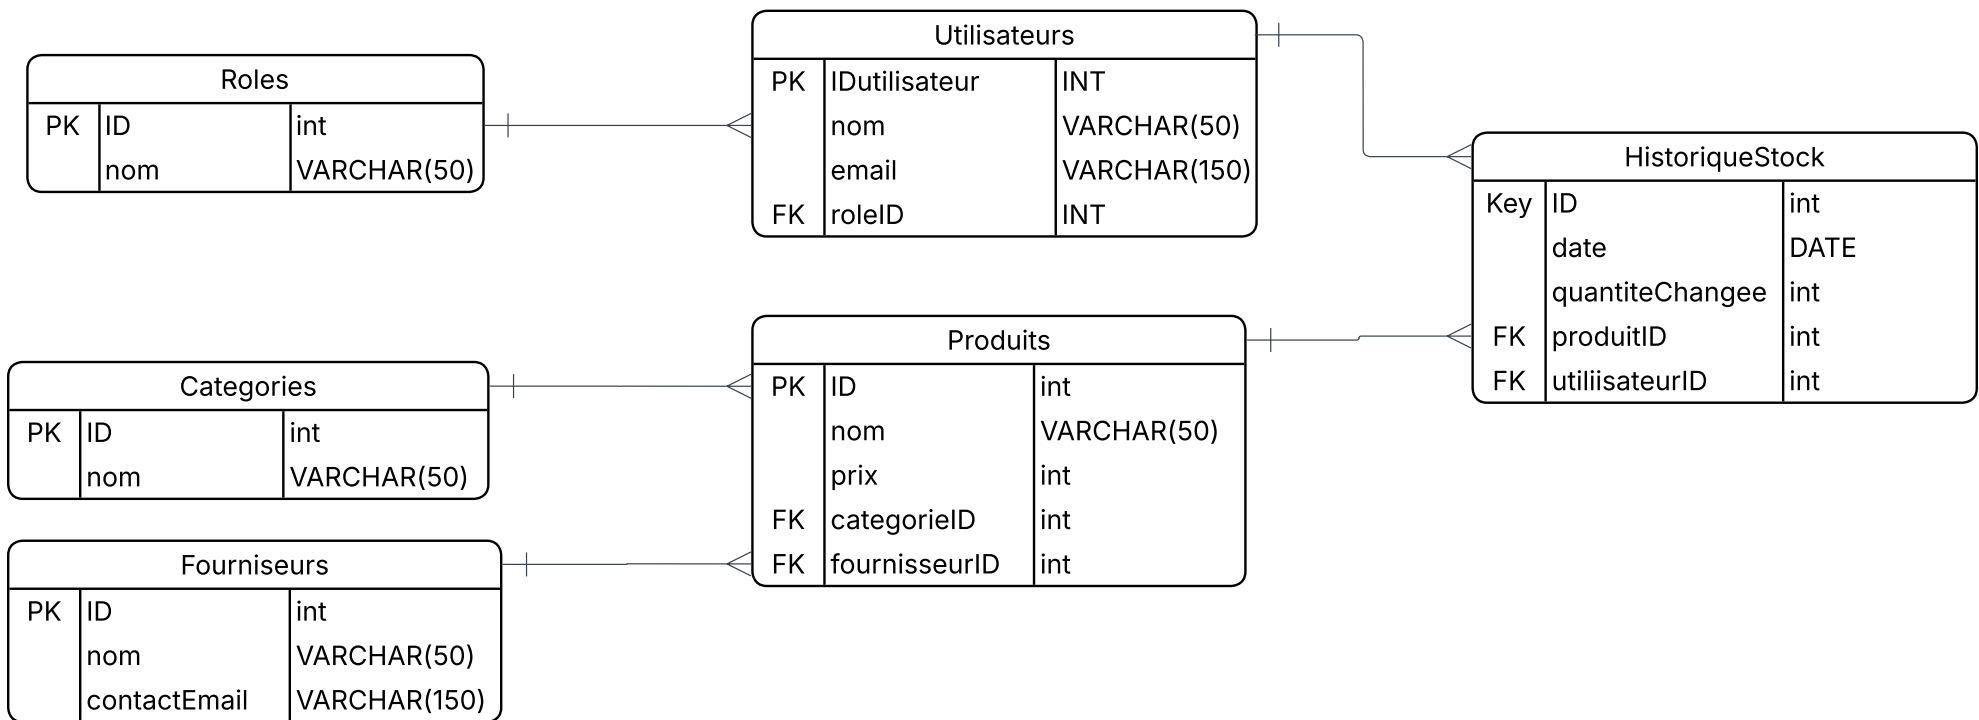 Roles
PK ID int
nom VARCHAR(50)
Utilisateurs
PK IDutilisateur INT
nom VARCHAR(50)
email VARCHAR(150)
FK roleID INT
HistoriqueStock
Key ID int
date DATE
quantiteChangee int
FK produitID int
FK utiliisateurID int
Categories
PK ID int
nom VARCHAR(50)
Produits
PK ID int
nom VARCHAR(50)
prix int
FK categorieID int
FK fournisseurID int
Fourniseurs
PK ID int
nom VARCHAR(50)
contactEmail VARCHAR(150)